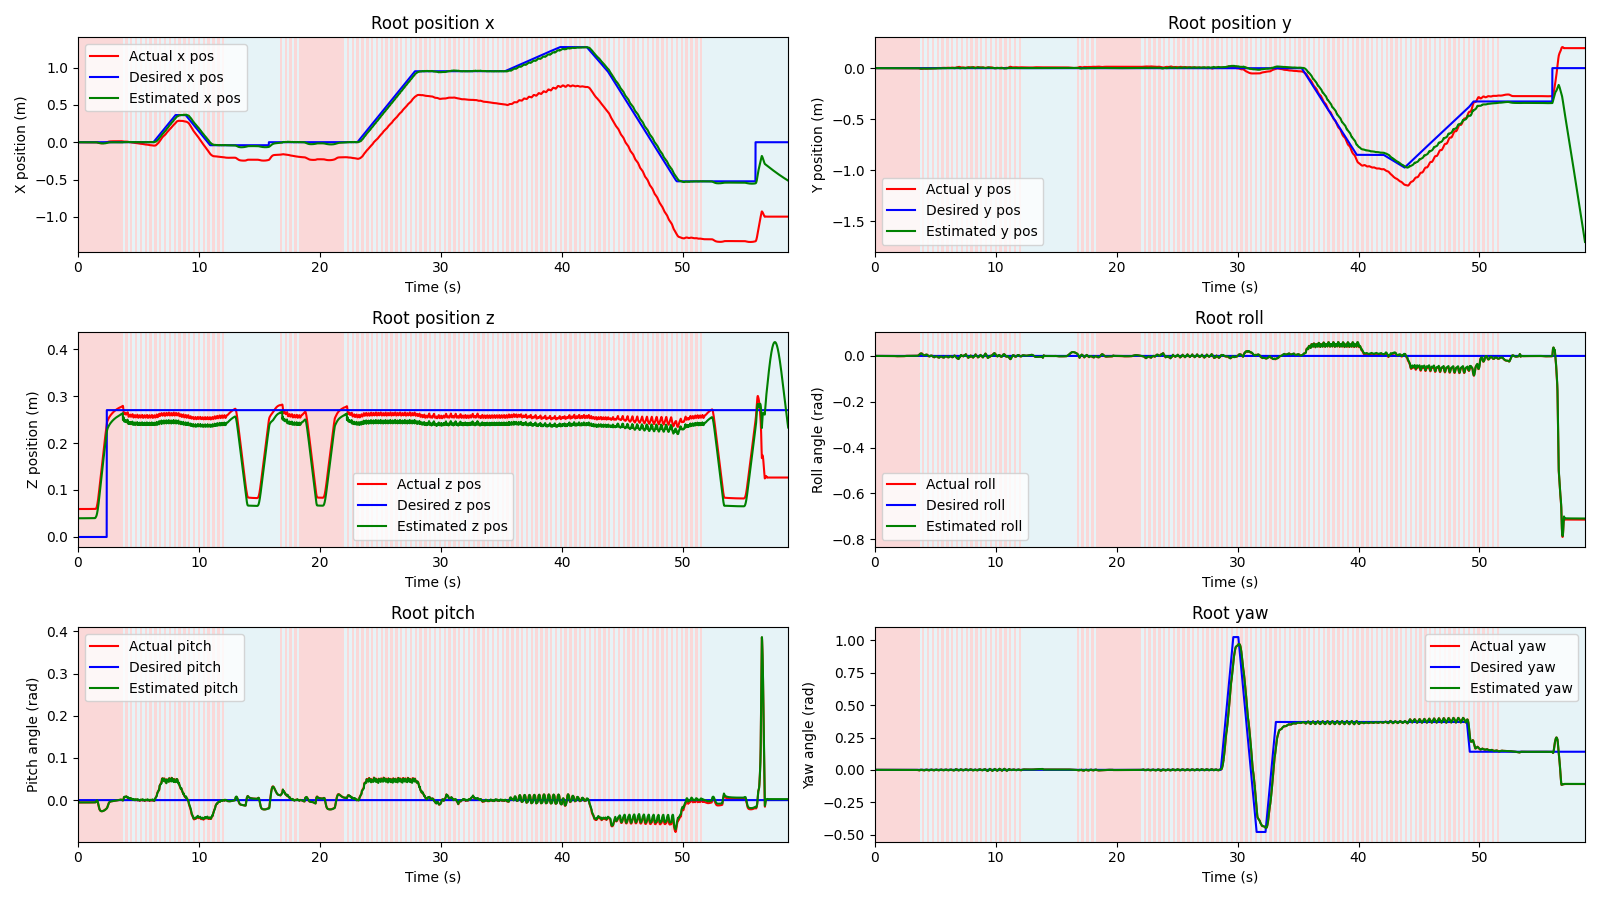 Root position x
Actual x pos
Desired x pos
Estimated x pos
X position (m)
1.0
0.5
0.0
−0.5
−1.0
0 10 20 30 40 50
Time (s)
Root position y
Actual y pos
Desired y pos
Estimated y pos
Y position (m)
0.0
−0.5
−1.0
−1.5
0 10 20 30 40 50
Time (s)
Root position z
Actual z pos
Desired z pos
Estimated z pos
Z position (m)
0.4
0.3
0.2
0.1
0.0
0 10 20 30 40 50
Time (s)
Root roll
Actual roll
Desired roll
Estimated roll
Roll angle (rad)
0.0
−0.2
−0.4
−0.6
−0.8
0 10 20 30 40 50
Time (s)
Root pitch
Actual pitch
Desired pitch
Estimated pitch
Pitch angle (rad)
0.4
0.3
0.2
0.1
0.0
0 10 20 30 40 50
Time (s)
Root yaw
Actual yaw
Desired yaw
Estimated yaw
Yaw angle (rad)
1.00
0.75
0.50
0.25
0.00
−0.25
−0.50
0 10 20 30 40 50
Time (s)